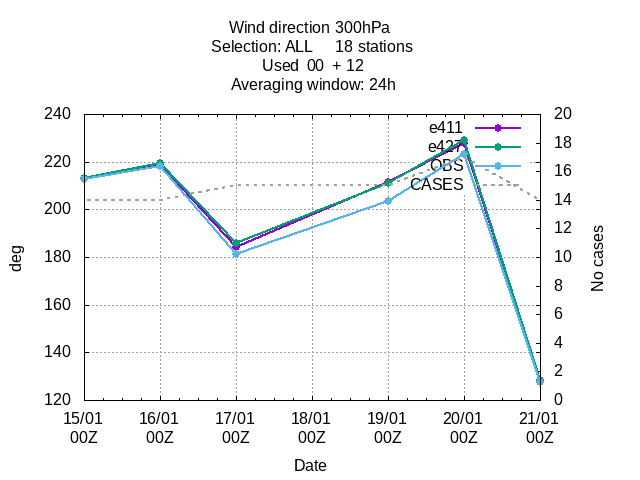 Wind direction 300hPa
Selection: ALL 18 stations
Used 00 + 12
Averaging window: 24h
240
220
200
180
160
140
120
20
18
16
14
12
10
8
6
4
2
0
deg
No cases
e411
e427
OBS
CASES
15/01 16/01 17/01 18/01 19/01 20/01 21/01
00Z 00Z 00Z 00Z 00Z 00Z 00Z
Date